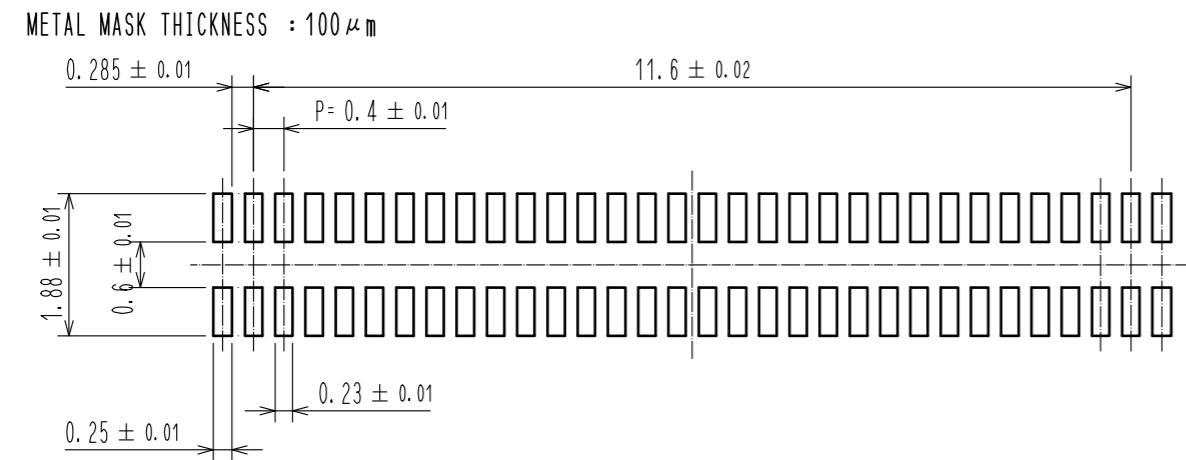 METAL MASK THICKNESS : 100μm
0.285 ± 0.01
11.6 ± 0.02
P= 0.4 ± 0.01
1.88 ± 0.01
0.6 ± 0.01
0.23 ± 0.01
0.25 ± 0.01